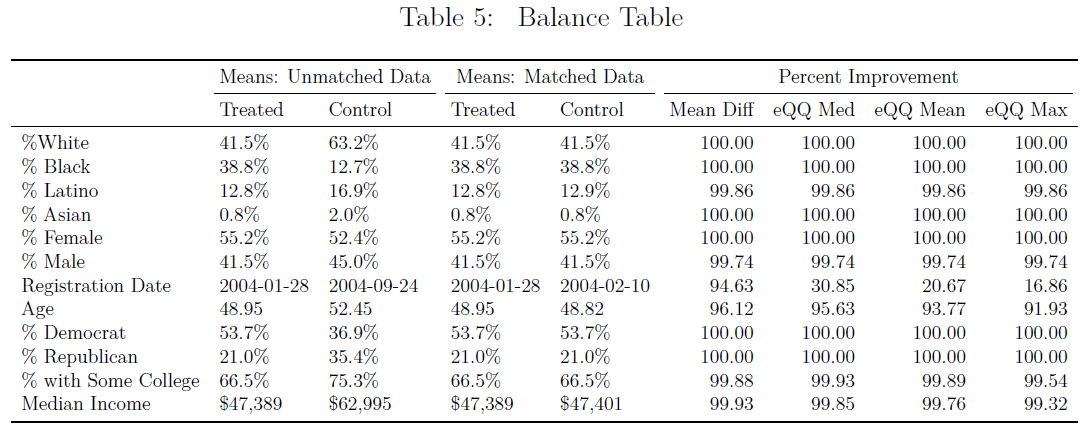 Table 5: Balance Table
Means: Unmatched Data Means: Matched Data Percent Improvement
Treated Control Treated Control Mean Diff eQQ Med eQQ Mean eQQ Max
%White 41.5% 63.2% 41.5% 41.5% 100.00 100.00 100.00 100.00
% Black 38.8% 12.7% 38.8% 38.8% 100.00 100.00 100.00 100.00
% Latino 12.8% 16.9% 12.8% 12.9% 99.86 99.86 99.86 99.86
% Asian 0.8% 2.0% 0.8% 0.8% 100.00 100.00 100.00 100.00
% Female 55.2% 52.4% 55.2% 55.2% 100.00 100.00 100.00 100.00
% Male 41.5% 45.0% 41.5% 41.5% 99.74 99.74 99.74 99.74
Registration Date 2004-01-28 2004-09-24 2004-01-28 2004-02-10 94.63 30.85 20.67 16.86
Age 48.95 52.45 48.95 48.82 96.12 95.63 93.77 91.93
% Democrat 53.7% 36.9% 53.7% 53.7% 100.00 100.00 100.00 100.00
% Republican 21.0% 35.4% 21.0% 21.0% 100.00 100.00 100.00 100.00
% with Some College 66.5% 75.3% 66.5% 66.5% 99.88 99.93 99.89 99.54
Median Income $47,389 $62,995 $47,389 $47,401 99.93 99.85 99.76 99.32